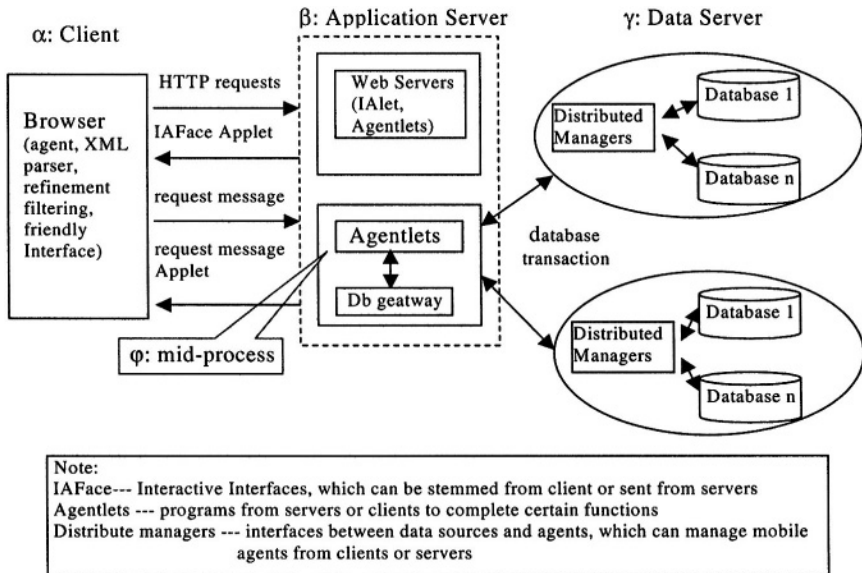 α: Client
β: Application Server
γ: Data Server
Browser
(agent, XML
parser,
refinement
filtering,
friendly
Interface)
HTTP requests
IAFace Applet
request message
request message
Applet
Web Servers
(IAlet,
Agentlets)
Agentlets
Db geatway
φ: mid-process
database
transaction
Distributed
Managers
Database 1
Database n
Distributed
Managers
Database 1
Database n
Note:
IAFace--- Interactive Interfaces, which can be stemmed from client or sent from servers
Agentlets --- programs from servers or clients to complete certain functions
Distribute managers --- interfaces between data sources and agents, which can manage mobile
agents from clients or servers